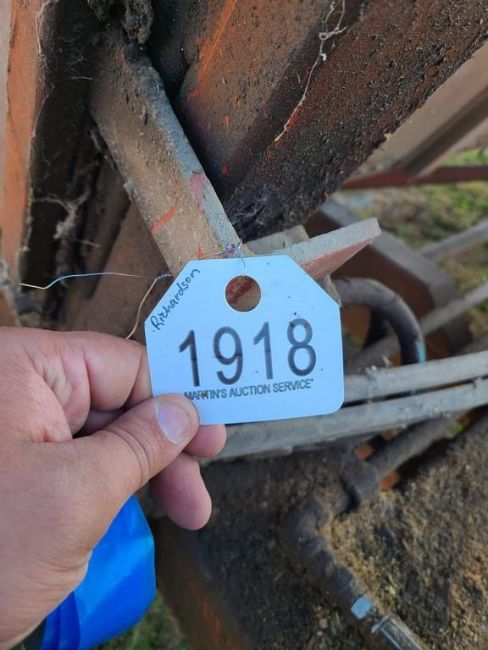 Richardson
1918
MARTIN'S AUCTION SERVICE